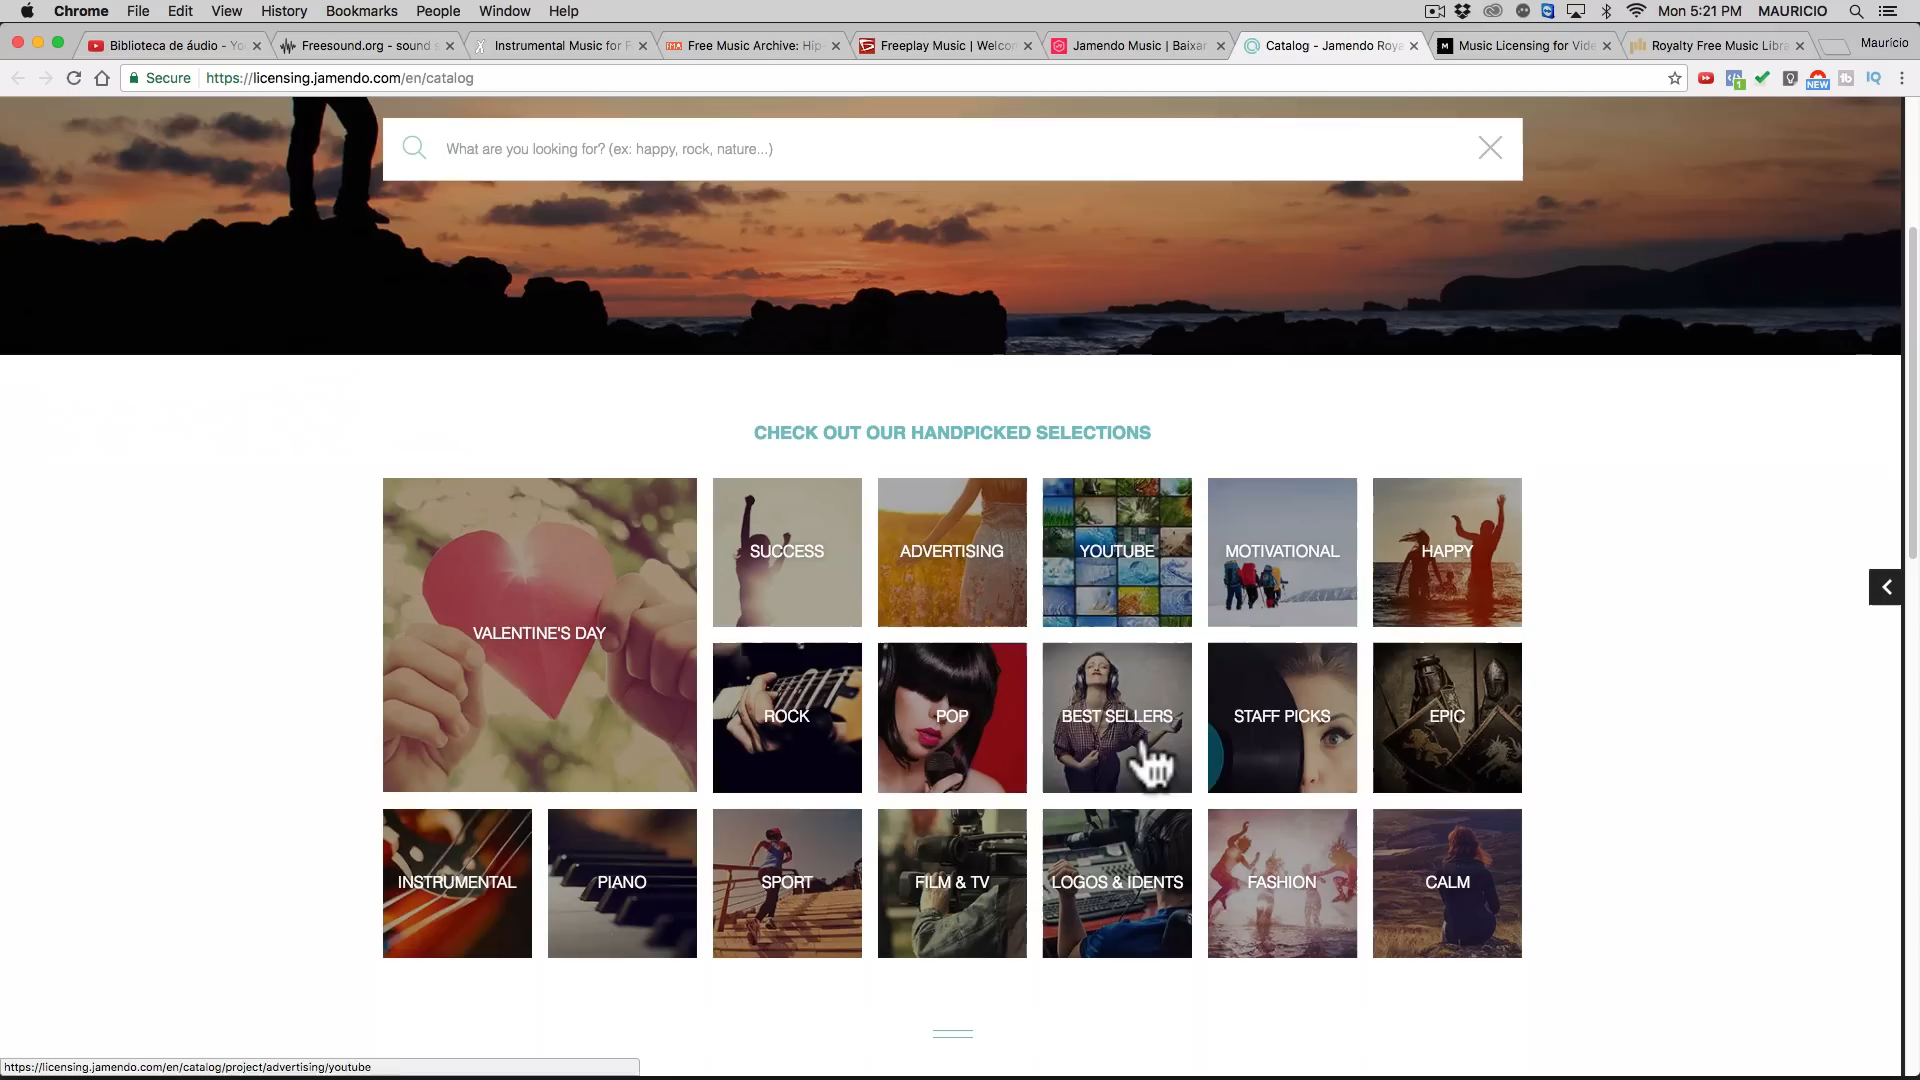 Chrome File Edit View History Bookmarks People Window Help
Mon 5:21 PM MAURICIO
Biblioteca de áudio - Yo
Freesound.org - sound s
Instrumental Music for P
Free Music Archive: Hip-
Freeplay Music | Welcon
Jamendo Music | Baixar
Catalog - Jamendo Roya
Music Licensing for Vide
Royalty Free Music Libra
Maurício
Secure https://licensing.jamendo.com/en/catalog
1
NEW
IQ
What are you looking for? (ex: happy, rock, nature...)
CHECK OUT OUR HANDPICKED SELECTIONS
VALENTINE'S DAY
SUCCESS
ADVERTISING
YOUTUBE
MOTIVATIONAL
HAPPY
ROCK
POP
BEST SELLERS
STAFF PICKS
EPIC
INSTRUMENTAL
PIANO
SPORT
FILM & TV
LOGOS & IDENTS
FASHION
CALM
https://licensing.jamendo.com/en/catalog/project/advertising/youtube